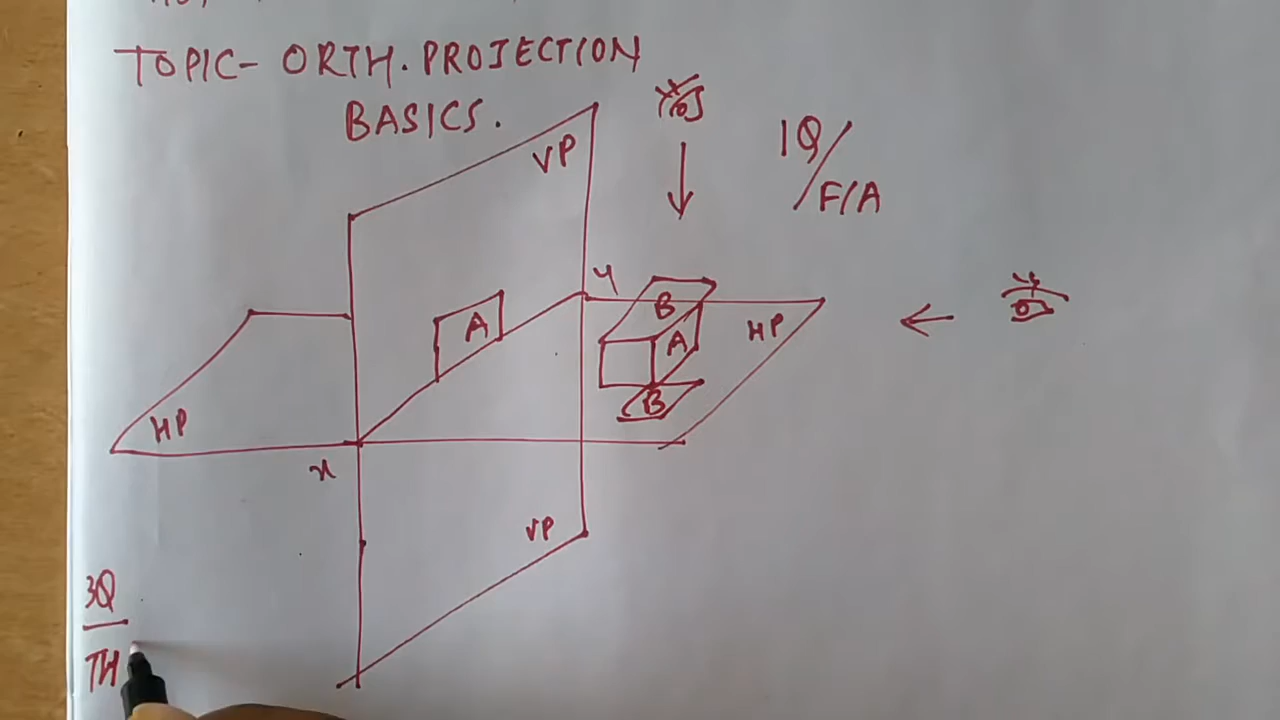 TOPIC- ORTH. PROJECTION
BASICS.
VP
1Q/
/F/A
Y
B
A
A
HP
B
HP
x
VP
3Q
TH